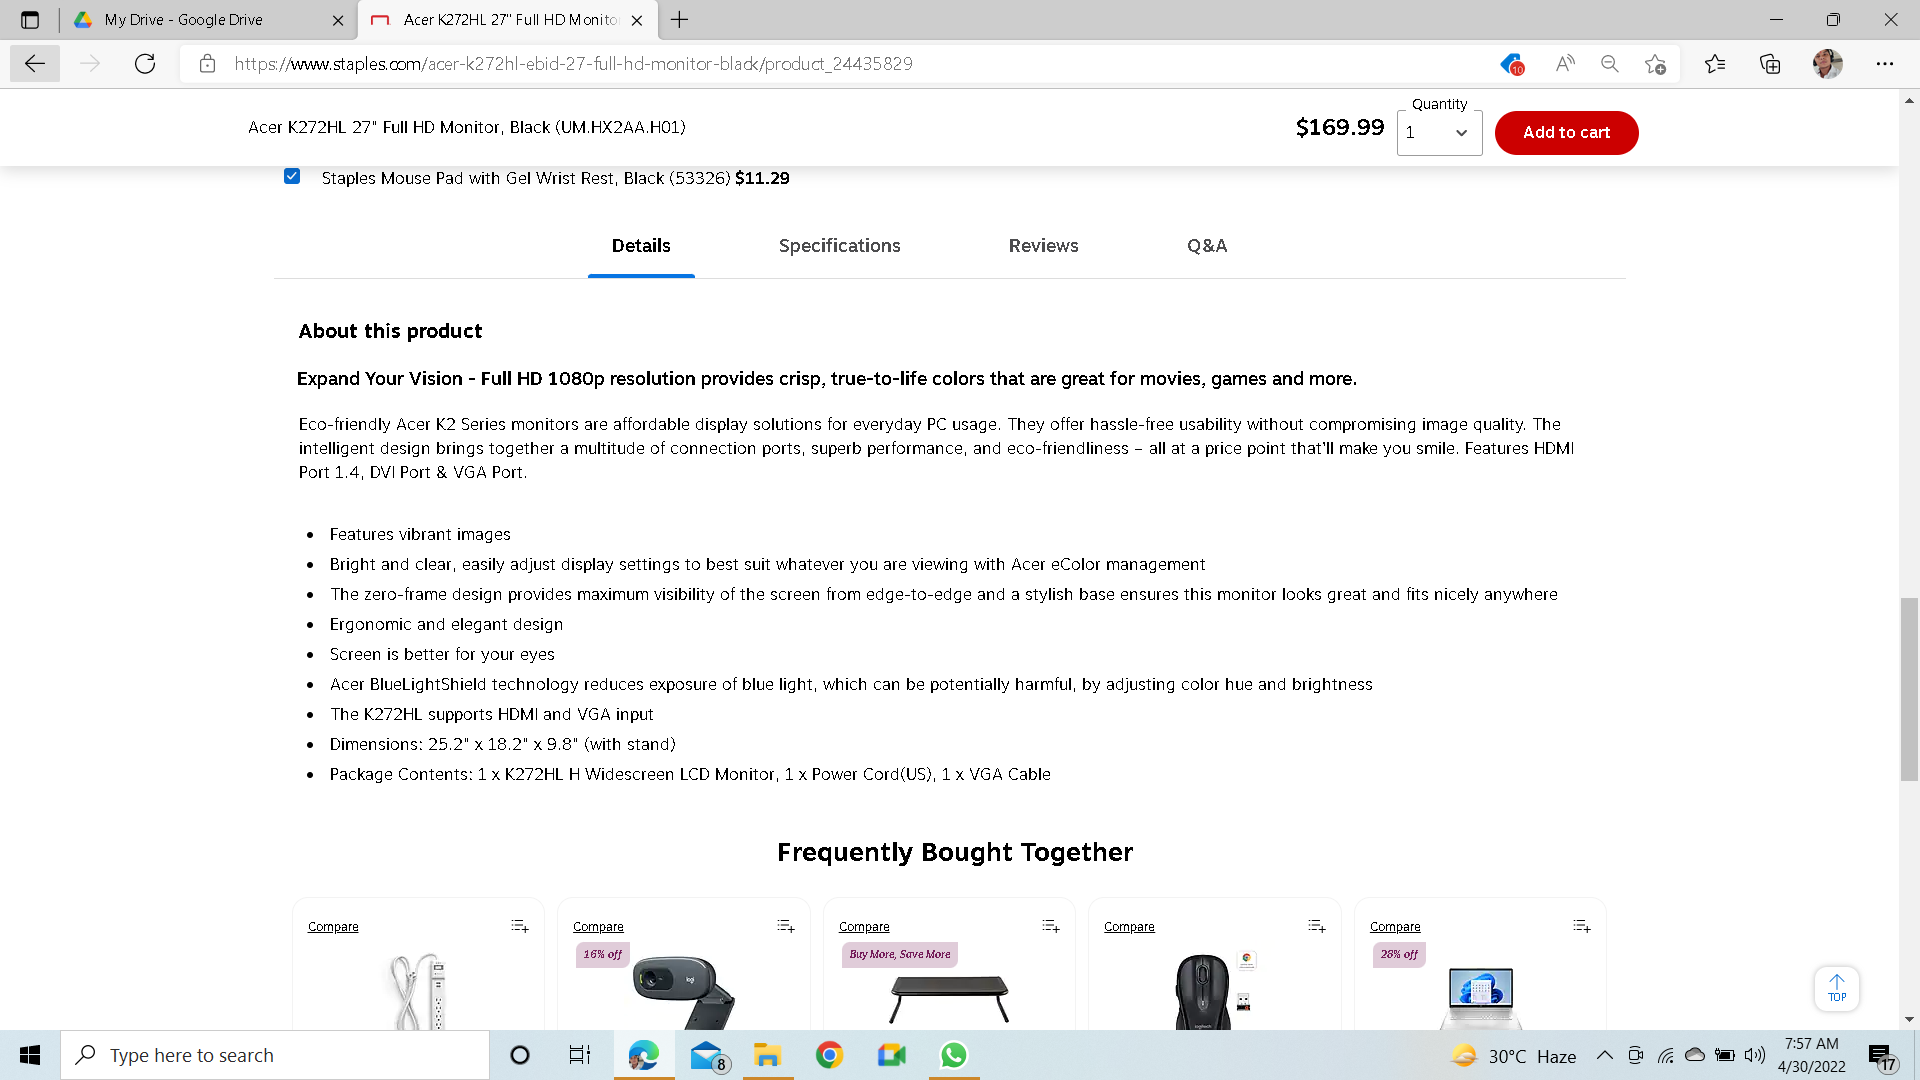 My Drive - Google Drive
Acer K272HL 27" Full HD Monito
https://www.staples.com/acer-k272hl-ebid-27-full-hd-monitor-black/product_24435829
10
Acer K272HL 27" Full HD Monitor, Black (UM.HX2AA.H01)
$169.99
Quantity
1
Add to cart
Staples Mouse Pad with Gel Wrist Rest, Black (53326) $11.29
Details
Specifications
Reviews
Q&A
About this product
Expand Your Vision - Full HD 1080p resolution provides crisp, true-to-life colors that are great for movies, games and more.
Eco-friendly Acer K2 Series monitors are affordable display solutions for everyday PC usage. They offer hassle-free usability without compromising image quality. The
intelligent design brings together a multitude of connection ports, superb performance, and eco-friendliness – all at a price point that'll make you smile. Features HDMI
Port 1.4, DVI Port & VGA Port.
• Features vibrant images
• Bright and clear, easily adjust display settings to best suit whatever you are viewing with Acer eColor management
• The zero-frame design provides maximum visibility of the screen from edge-to-edge and a stylish base ensures this monitor looks great and fits nicely anywhere
• Ergonomic and elegant design
• Screen is better for your eyes
• Acer BlueLightShield technology reduces exposure of blue light, which can be potentially harmful, by adjusting color hue and brightness
• The K272HL supports HDMI and VGA input
• Dimensions: 25.2" x 18.2" x 9.8" (with stand)
• Package Contents: 1 x K272HL H Widescreen LCD Monitor, 1 x Power Cord(US), 1 x VGA Cable
Frequently Bought Together
Compare
Compare
16% off
logi
Compare
Buy More, Save More
Compare
logitech
Compare
28% off
TOP
Type here to search
8
30°C Haze
7:57 AM
4/30/2022
17